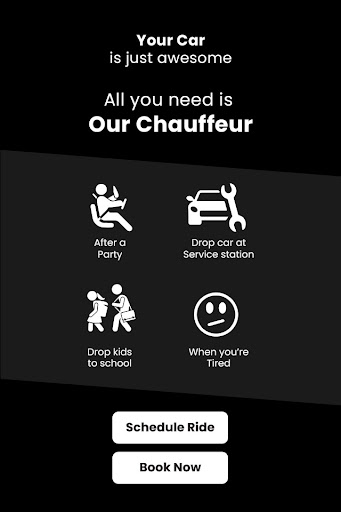 Your Car
is just awesome
All you need is
Our Chauffeur
After a
Party
Drop car at
Service station
Drop kids
to school
When you're
Tired
Schedule Ride
Book Now